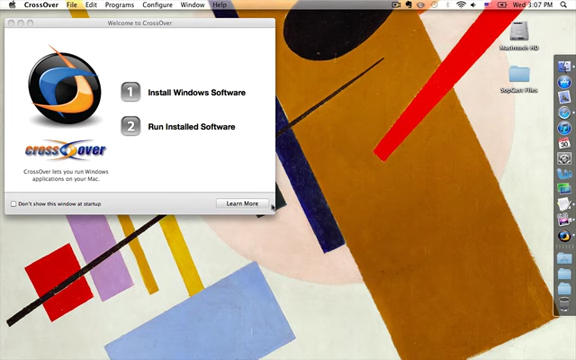 CrossOver File Edit Programs Configure Window Help Wed 3:07 PM
Welcome to CrossOver
Macintosh HD
1 Install Windows Software
SopCast Files
2 Run Installed Software
crossover
CrossOver lets you run Windows
applications on your Mac.
Don't show this window at startup
Learn More
30